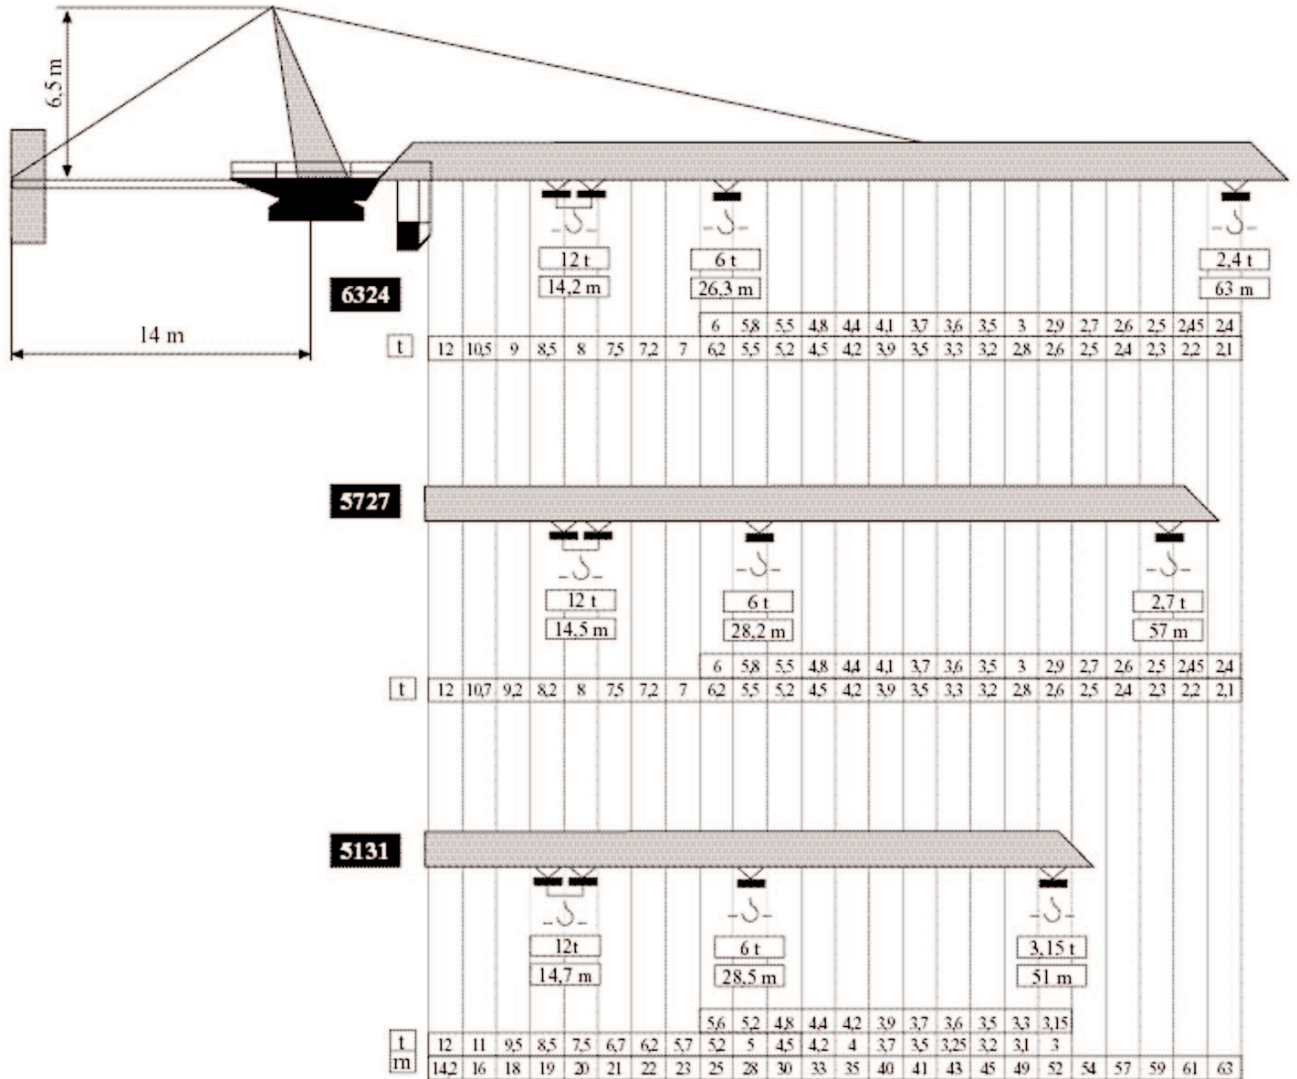 6,5 m
12 t 6 t 2,4 t
14,2 m 26,3 m 63 m
6324
14 m
6 5,8 5,5 4,8 4,4 4,1 3,7 3,6 3,5 3 2,9 2,7 2,6 2,5 2,45 2,4
t 12 10,5 9 8,5 8 7,5 7,2 7 6,2 5,5 5,2 4,5 4,2 3,9 3,5 3,3 3,2 2,8 2,6 2,5 2,4 2,3 2,2 2,1
5727
12 t 6 t 2,7 t
14,5 m 28,2 m 57 m
6 5,8 5,5 4,8 4,4 4,1 3,7 3,6 3,5 3 2,9 2,7 2,6 2,5 2,45 2,4
t 12 10,7 9,2 8,2 8 7,5 7,2 7 6,2 5,5 5,2 4,5 4,2 3,9 3,5 3,3 3,2 2,8 2,6 2,5 2,4 2,3 2,2 2,1
5131
12t 6 t 3,15 t
14,7 m 28,5 m 51 m
5,6 5,2 4,8 4,4 4,2 3,9 3,7 3,6 3,5 3,3 3,15
t 12 11 9,5 8,5 7,5 6,7 6,2 5,7 5,2 5 4,5 4,2 4 3,7 3,5 3,25 3,2 3,1 3
m 14,2 16 18 19 20 21 22 23 25 28 30 33 35 40 41 43 45 49 52 54 57 59 61 63